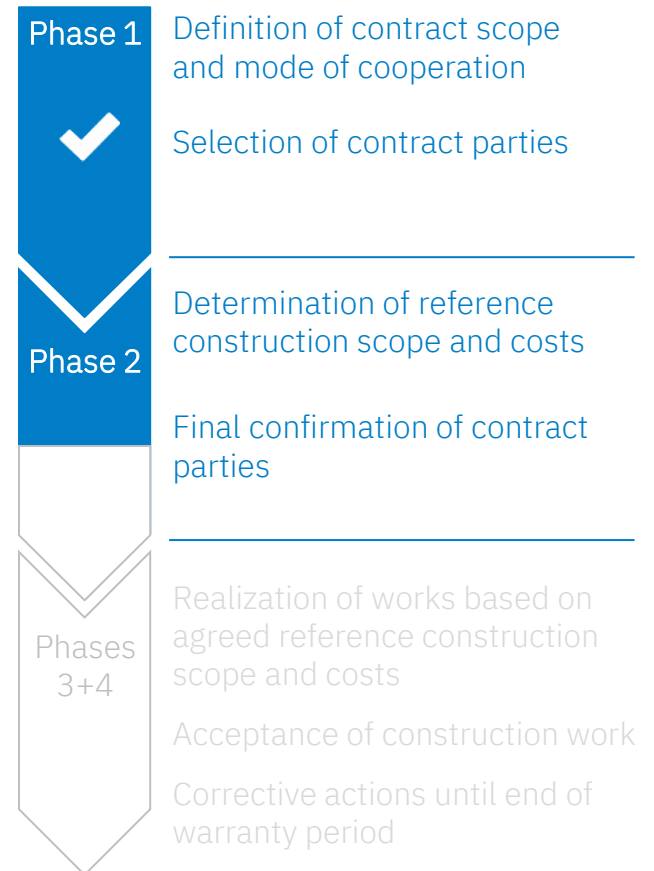 Phase 1
Definition of contract scope
and mode of cooperation
Selection of contract parties
Phase 2
Determination of reference
construction scope and costs
Final confirmation of contract
parties
Phases
3+4
Realization of works based on
agreed reference construction
scope and costs
Acceptance of construction work
Corrective actions until end of
warranty period